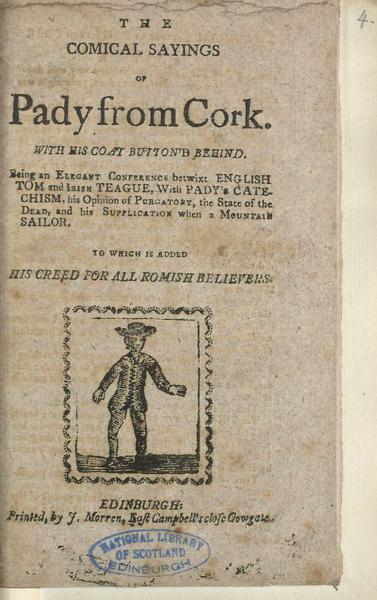 4.
THE
COMICAL SAYINGS
OF
Pady from Cork.
WITH HIS COAT BUTTON'D BEHIND.
Being an ELEGANT CONFERENCE betwixt ENGLISH
TOM and IRISH TEAGUE, With PADY's CATE-
CHISM, his Opinion of PURGATORY, the State of the
DEAD, and his SUPPLICATION when a MOUNTAIN
SAILOR.
TO WHICH IS ADDED
HIS CREED FOR ALL ROMISH BELIEVERS.
EDINBURGH:
Printed, by J. Morren, East Campbell's close Cowgate.
NATIONAL LIBRARY
OF SCOTLAND
EDINBURGH